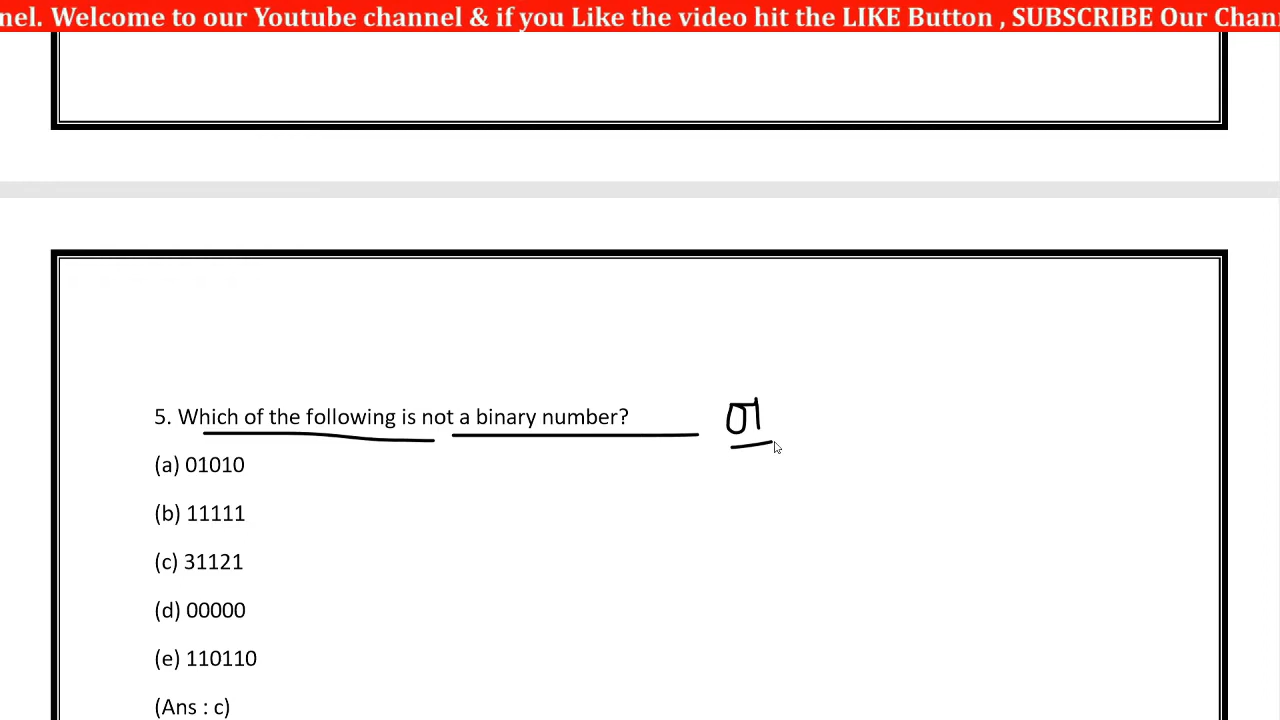 nel. Welcome to our Youtube channel & if you Like the video hit the LIKE Button , SUBSCRIBE Our Chan
5. Which of the following is not a binary number? 01
(a) 01010
(b) 11111
(c) 31121
(d) 00000
(e) 110110
(Ans : c)